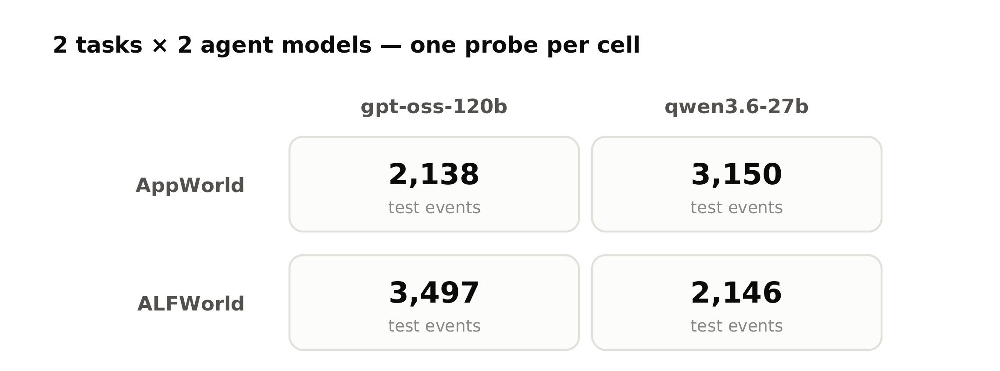 2 tasks × 2 agent models — one probe per cell
gpt-oss-120b qwen3.6-27b
AppWorld 2,138 3,150
test events test events
ALFWorld 3,497 2,146
test events test events